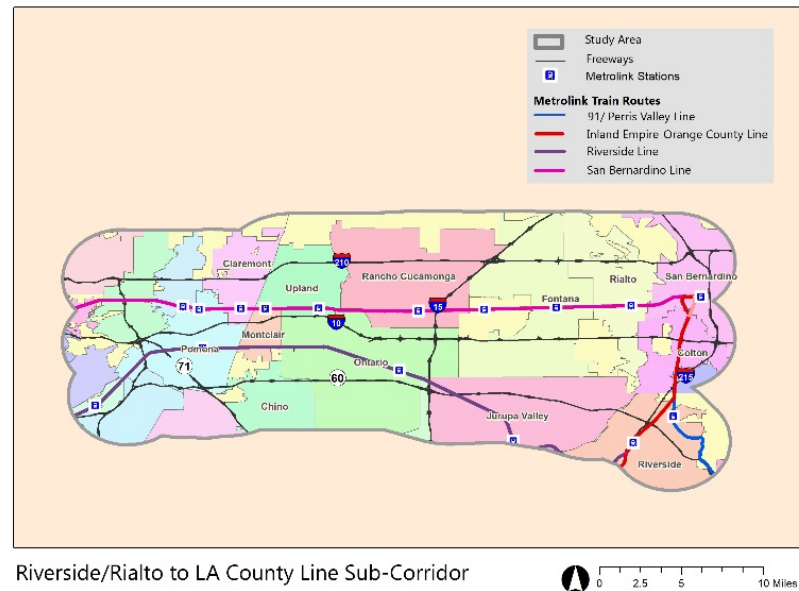 Study Area
Freeways
Metrolink Stations
Metrolink Train Routes
91/ Perris Valley Line
Inland Empire Orange County Line
Riverside Line
San Bernardino Line
Claremont
210
Rancho Cucamonga
San Bernardino
Rialto
Upland
Fontana
15
10
Montclair
Pomona
Colton
Ontario
71
60
215
Chino
Jurupa Valley
Riverside
Riverside/Rialto to LA County Line Sub-Corridor
0 2.5 5 10 Miles